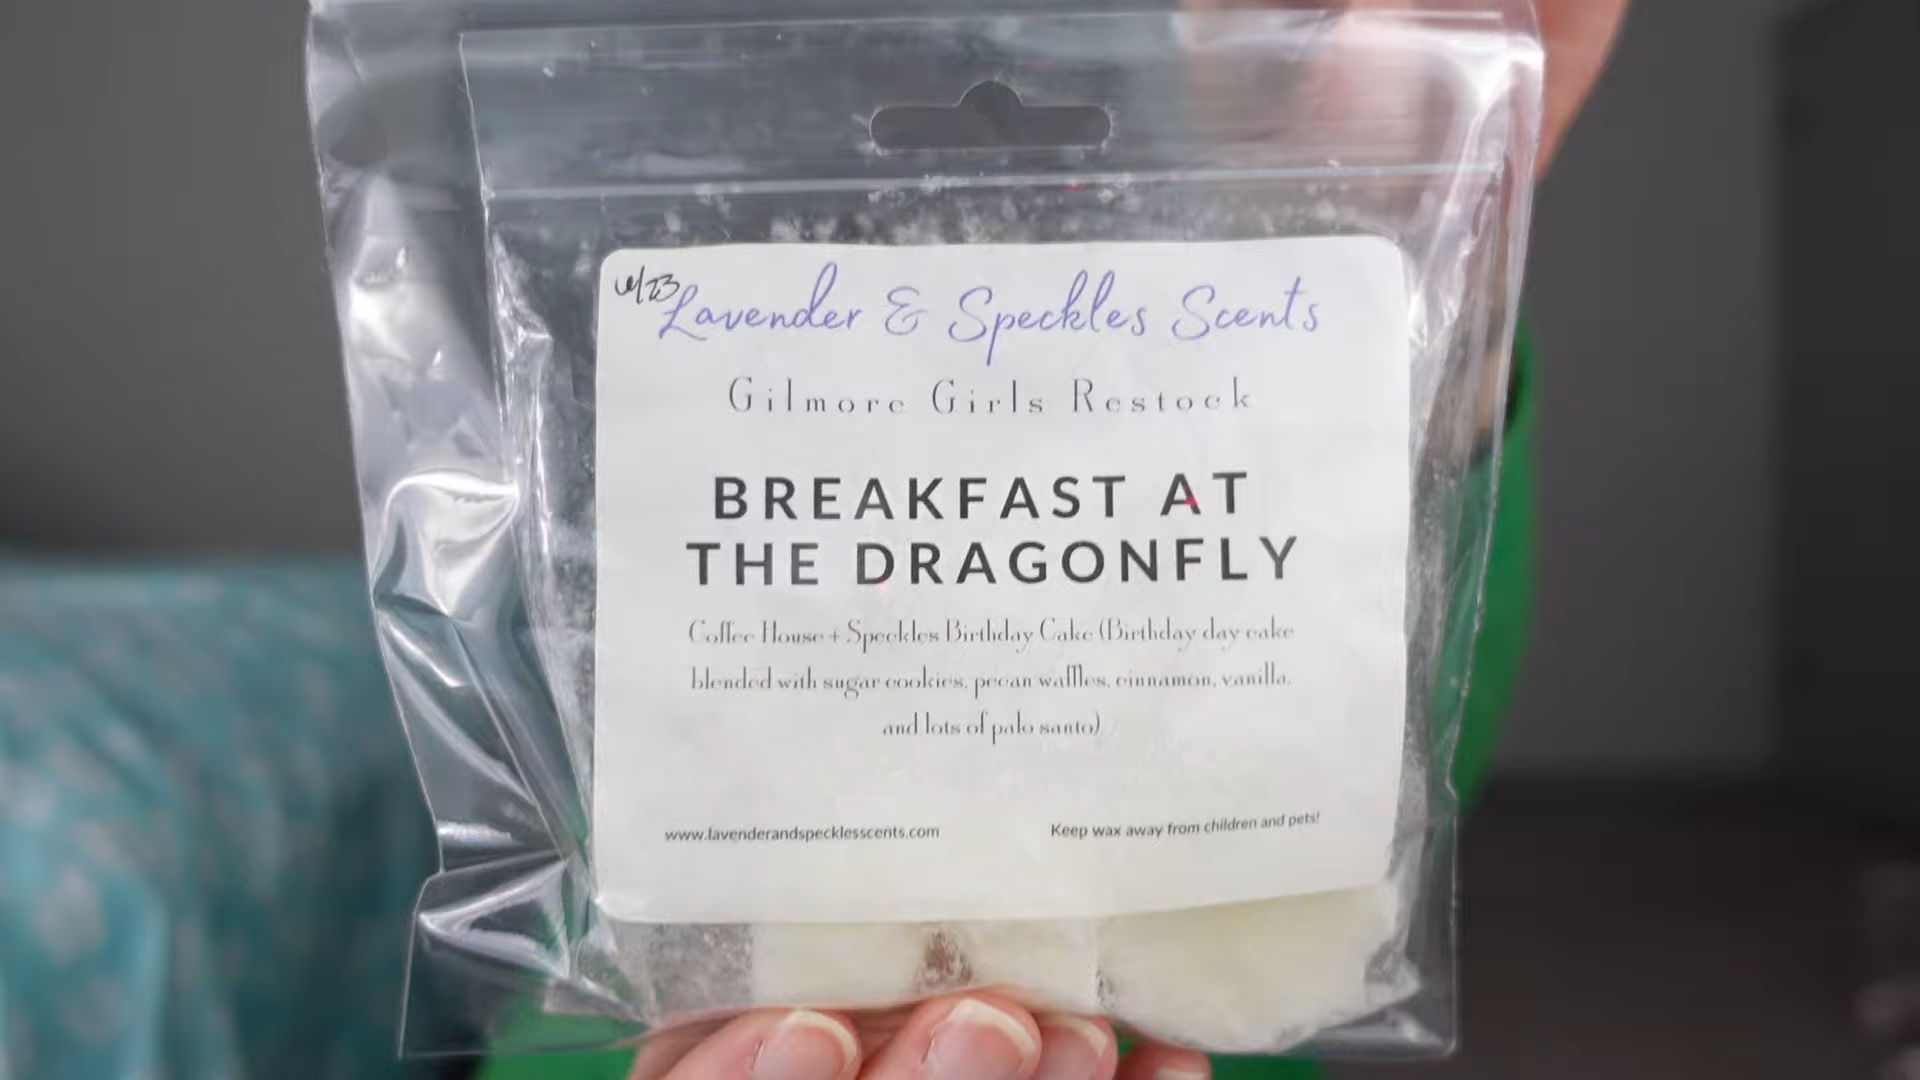 6/23
Lavender & Speckles Scents
Gilmore Girls Restock
BREAKFAST AT
THE DRAGONFLY
Coffee House + Speckles Birthday Cake (Birthday day cake
blended with sugar cookies, pecan waffles, cinnamon, vanilla,
and lots of palo santo)
www.lavenderandspecklesscents.com Keep wax away from children and pets!